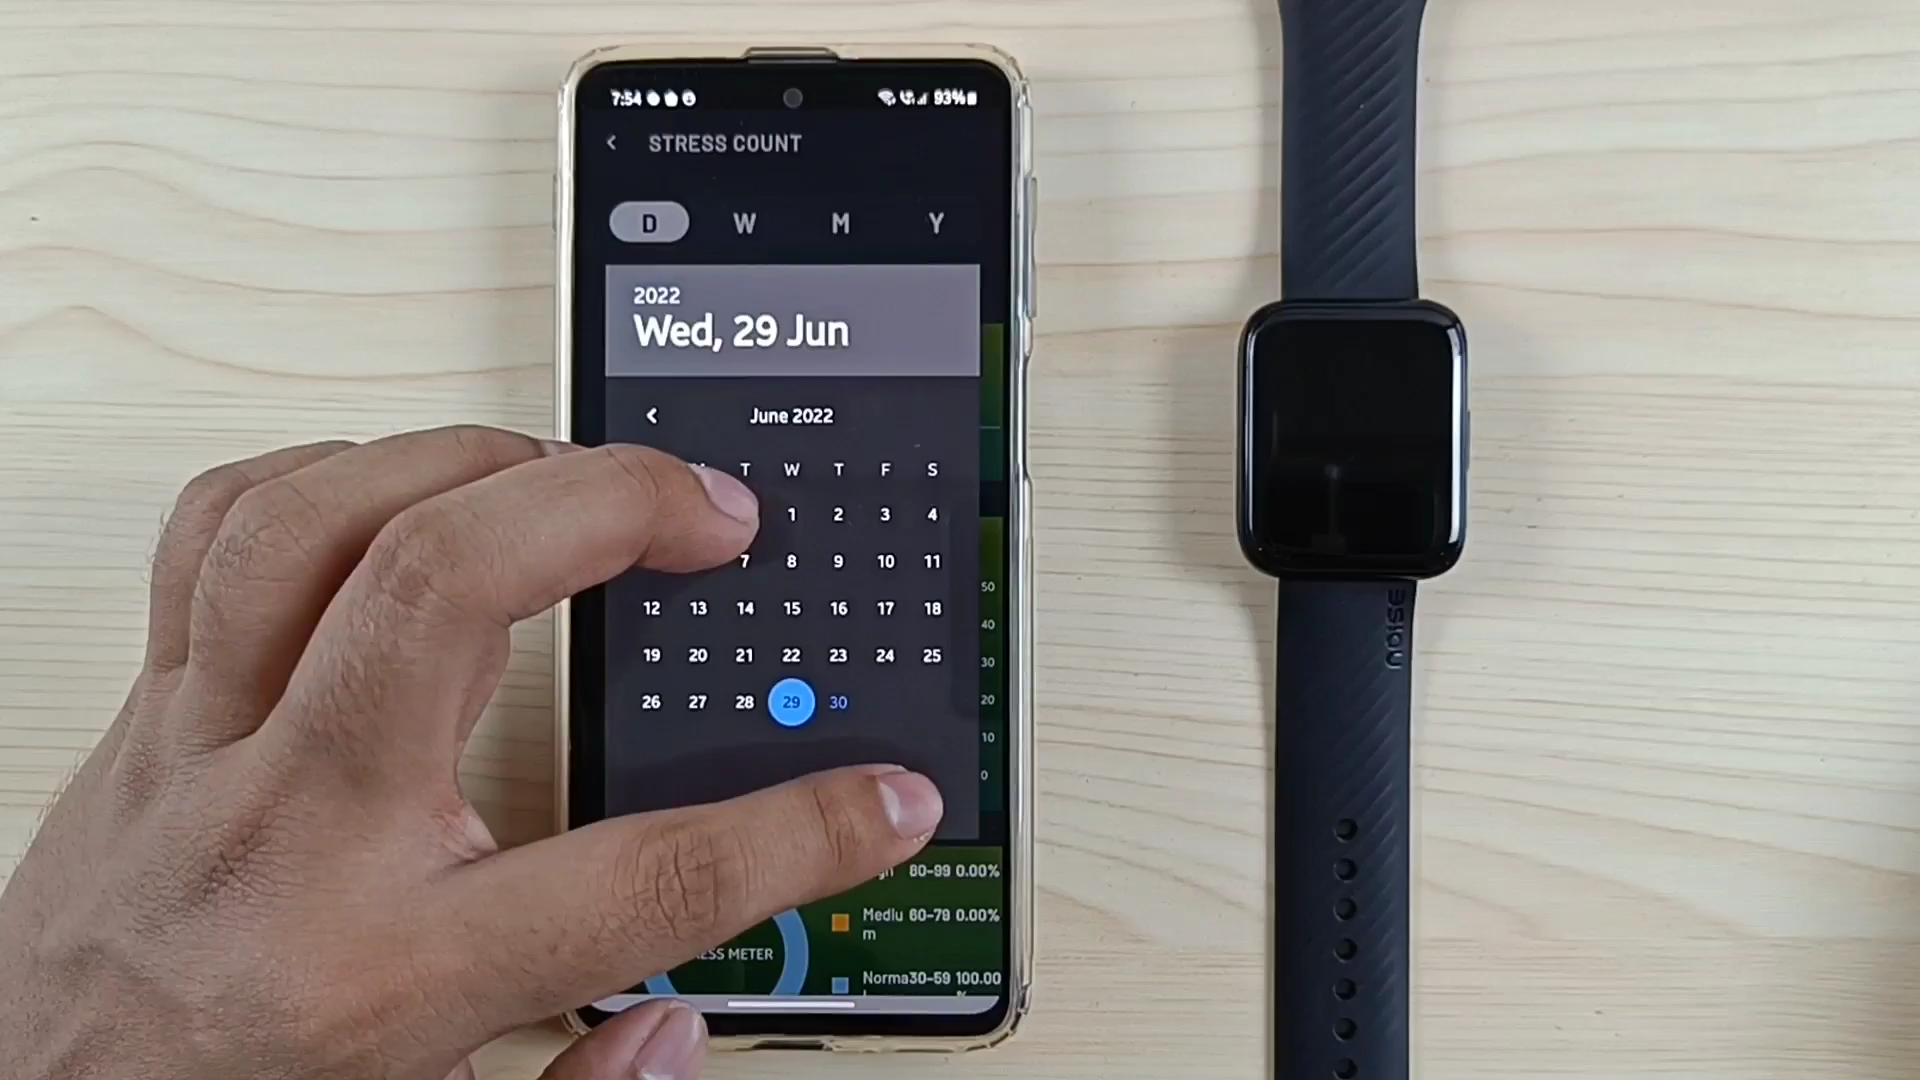 7:54 93%
STRESS COUNT
D W M Y
2022
Wed, 29 Jun
June 2022
T W T F S
1 2 3 4
7 8 9 10 11
12 13 14 15 16 17 18
19 20 21 22 23 24 25
26 27 28 29 30
50
40
30
20
10
0
80-99 0.00%
Mediu 60-79 0.00%
m
METER
Norma 30-59 100.00
%
NOISE